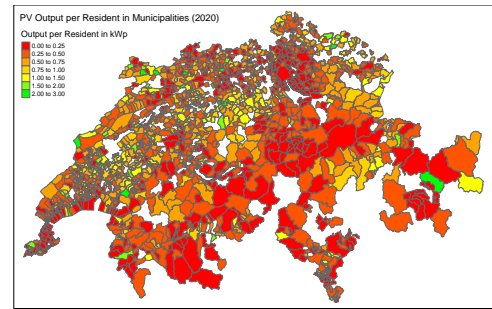 PV Output per Resident in Municipalities (2020)
Output per Resident in kWp
0.00 to 0.25
0.25 to 0.50
0.50 to 0.75
0.75 to 1.00
1.00 to 1.50
1.50 to 2.00
2.00 to 3.00